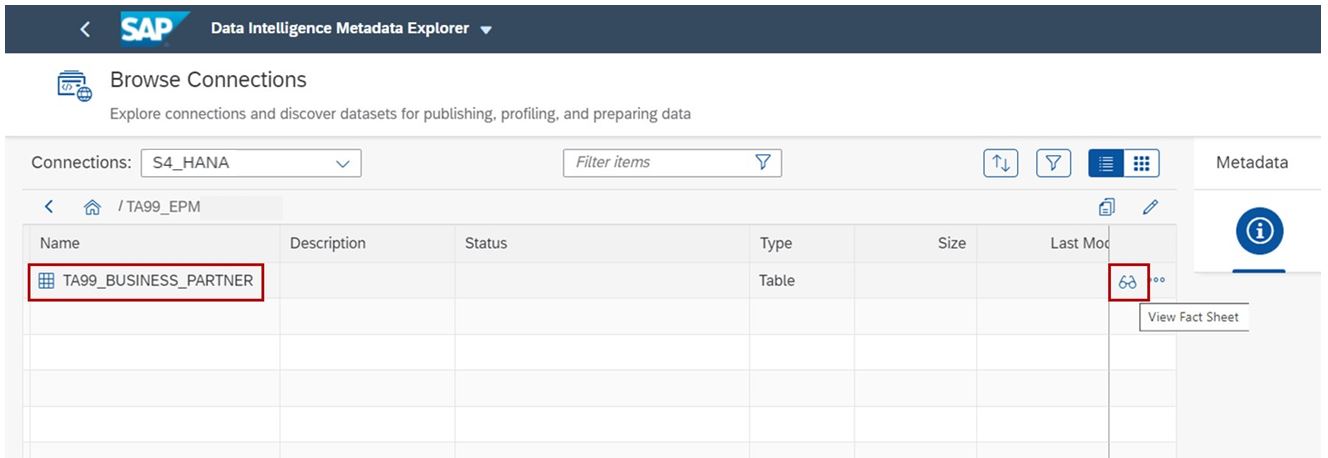 SAP Data Intelligence Metadata Explorer
Browse Connections
Explore connections and discover datasets for publishing, profiling, and preparing data
Connections: S4_HANA Filter items Metadata
/ TA99_EPM
Name Description Status Type Size Last Mod
TA99_BUSINESS_PARTNER Table
View Fact Sheet